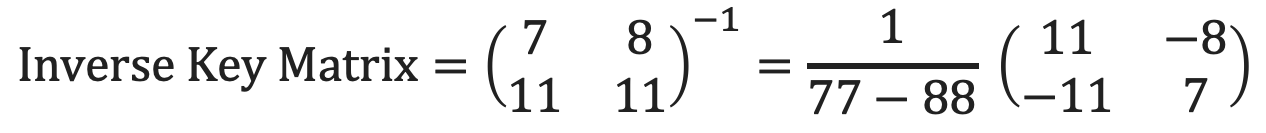 Inverse Key Matrix = (7 8 11 11)⁻¹ = 1/(77 − 88) (11 −8 −11 7)